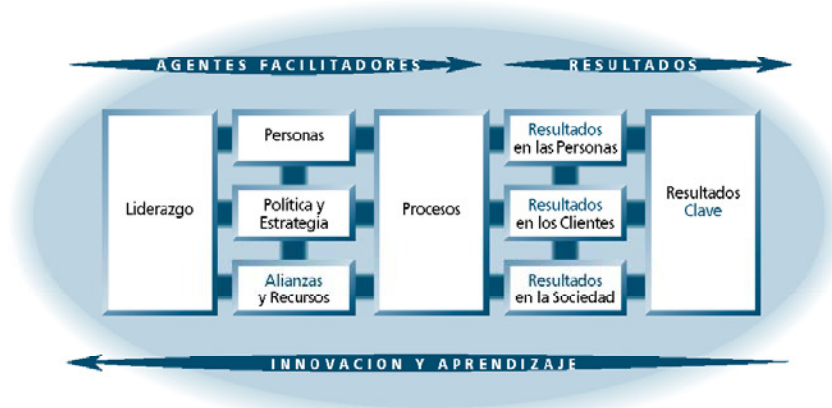 AGENTES FACILITADORES
RESULTADOS
Liderazgo
Personas
Política y
Estrategia
Alianzas
y Recursos
Procesos
Resultados
en las Personas
Resultados
en los Clientes
Resultados
en la Sociedad
Resultados
Clave
INNOVACION Y APRENDIZAJE